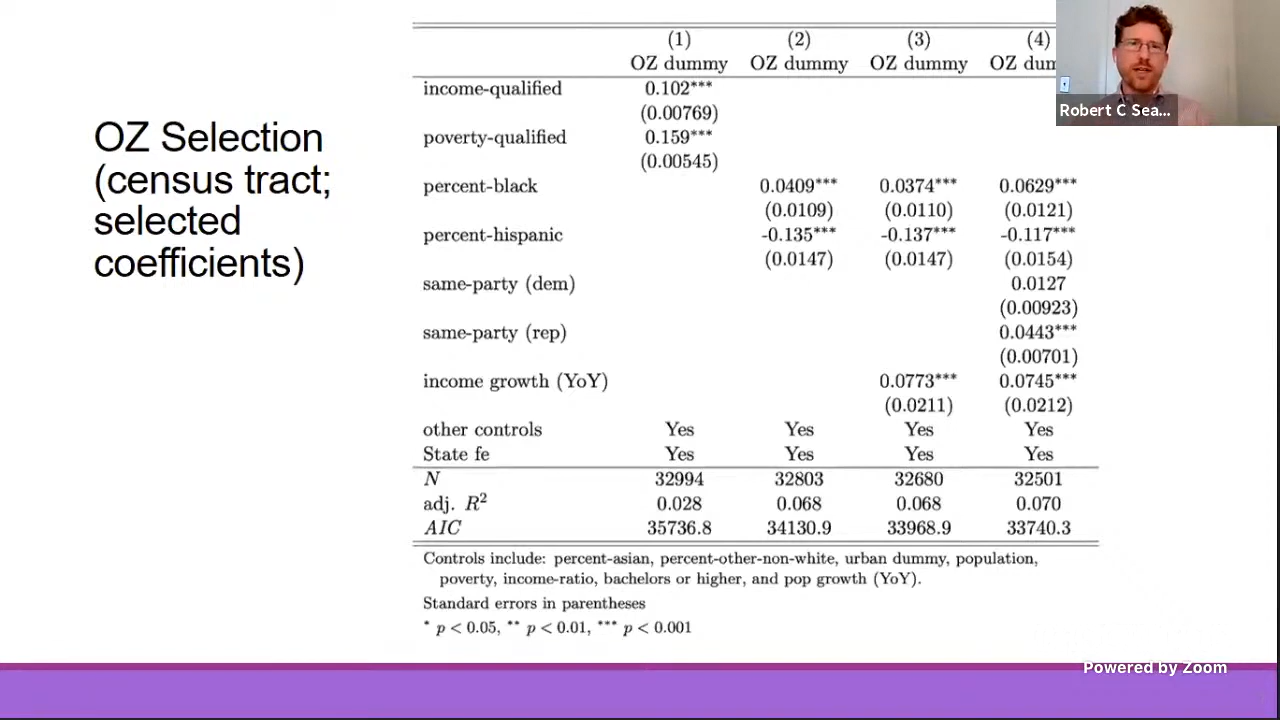 OZ Selection
(census tract;
selected
coefficients)
(1) (2) (3) (4)
OZ dummy OZ dummy OZ dummy OZ
income-qualified 0.102***
(0.00769)
poverty-qualified 0.159***
(0.00545)
percent-black 0.0409*** 0.0374*** 0.0629***
(0.0109) (0.0110) (0.0121)
percent-hispanic -0.135*** -0.137*** -0.117***
(0.0147) (0.0147) (0.0154)
same-party (dem) 0.0127
(0.00923)
same-party (rep) 0.0443***
(0.00701)
income growth (YoY) 0.0773*** 0.0745***
(0.0211) (0.0212)
other controls Yes Yes Yes Yes
State fe Yes Yes Yes Yes
N 32994 32803 32680 32501
adj. R² 0.028 0.068 0.068 0.070
AIC 35736.8 34130.9 33968.9 33740.3
Controls include: percent-asian, percent-other-non-white, urban dummy, population,
poverty, income-ratio, bachelors or higher, and pop growth (YoY).
Standard errors in parentheses
* p < 0.05, ** p < 0.01, *** p < 0.001
Robert C Sea...
Powered by Zoom